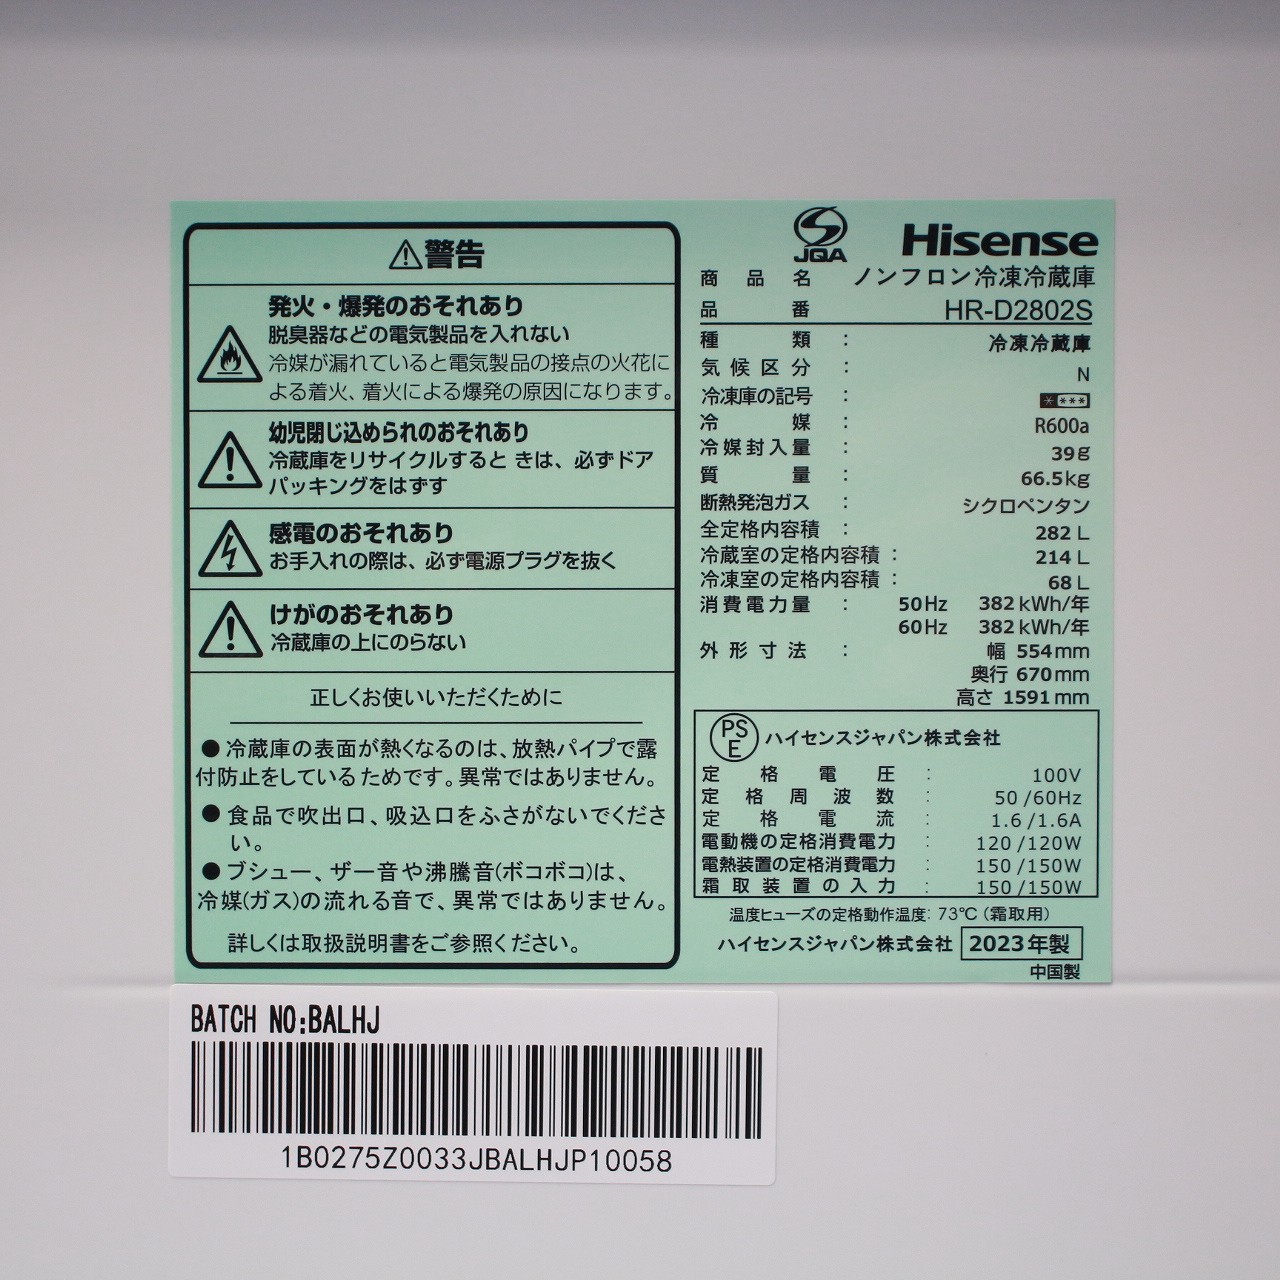 ⚠警告
発火・爆発のおそれあり
脱臭器などの電気製品を入れない
冷媒が漏れていると電気製品の接点の火花に
よる着火、着火による爆発の原因になります。
幼児閉じ込められのおそれあり
冷蔵庫をリサイクルすると きは、必ずドア
パッキングをはずす
感電のおそれあり
お手入れの際は、必ず電源プラグを抜く
けがのおそれあり
冷蔵庫の上にのらない
正しくお使いいただくために
●冷蔵庫の表面が熱くなるのは、放熱パイプで露
付防止をしているためです。異常ではありません。
●食品で吹出口、吸込口をふさがないでくださ
い。
●ブシュー、ザー音や沸騰音(ボコボコ)は、
冷媒(ガス)の流れる音で、異常ではありません。
詳しくは取扱説明書をご参照ください。
JQA Hisense
商品名 ノンフロン冷凍冷蔵庫
品番 HR-D2802S
種類 : 冷凍冷蔵庫
気候区分 : N
冷凍庫の記号 : * ***
冷媒 : R600a
冷媒封入量 : 39g
質量 : 66.5kg
断熱発泡ガス : シクロペンタン
全定格内容積 : 282 L
冷蔵室の定格内容積 : 214 L
冷凍室の定格内容積 : 68 L
消費電力量 : 50Hz 382 kWh/年
60Hz 382 kWh/年
外形寸法 : 幅 554mm
奥行 670mm
高さ 1591mm
PSE ハイセンスジャパン株式会社
定格電圧 : 100V
定格周波数 : 50/60Hz
定格電流 : 1.6/1.6A
電動機の定格消費電力 : 120/120W
電熱装置の定格消費電力 : 150/150W
霜取装置の入力 : 150/150W
温度ヒューズの定格動作温度: 73℃(霜取用)
ハイセンスジャパン株式会社 2023年製
中国製
BATCH NO:BALHJ
1B0275Z0033JBALHJP10058